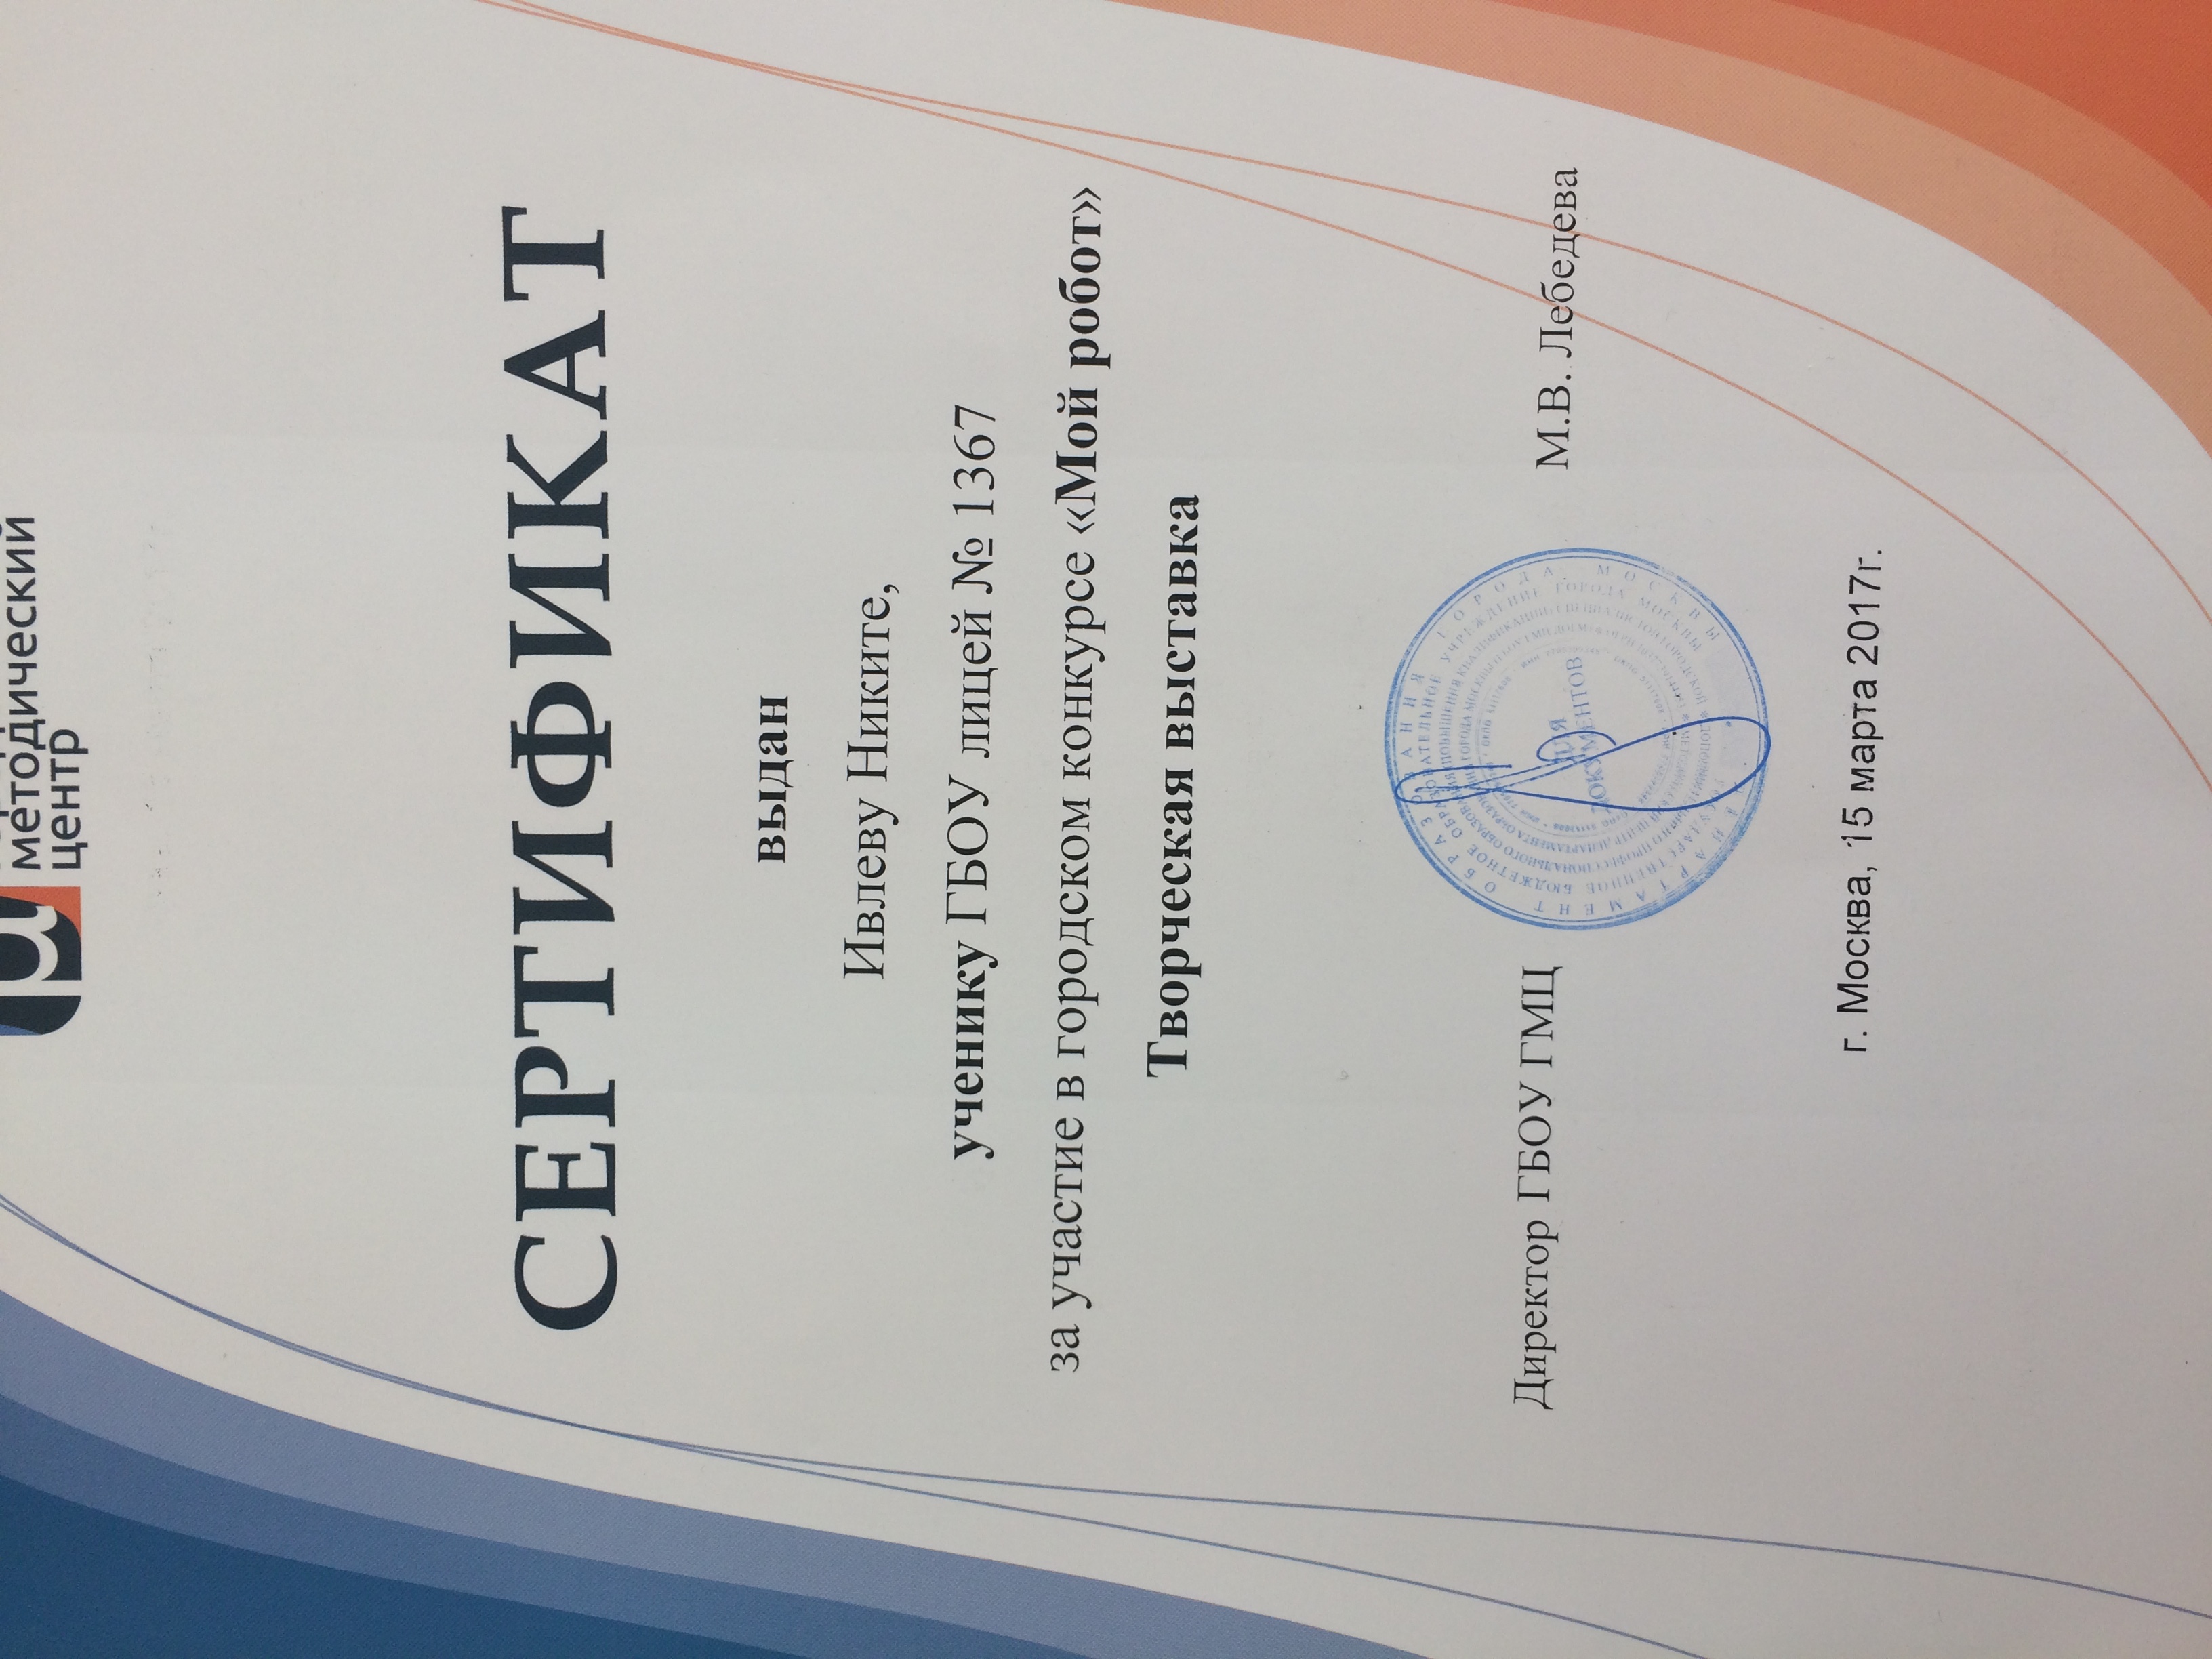 методический
центр
СЕРТИФИКАТ
выдан
Ивлеву Никите,
ученику ГБОУ лицей № 1367
за участие в городском конкурсе «Мой робот»
Творческая выставка
Директор ГБОУ ГМЦ М.В. Лебедева
ДОКУМЕНТОВ
г. Москва, 15 марта 2017г.